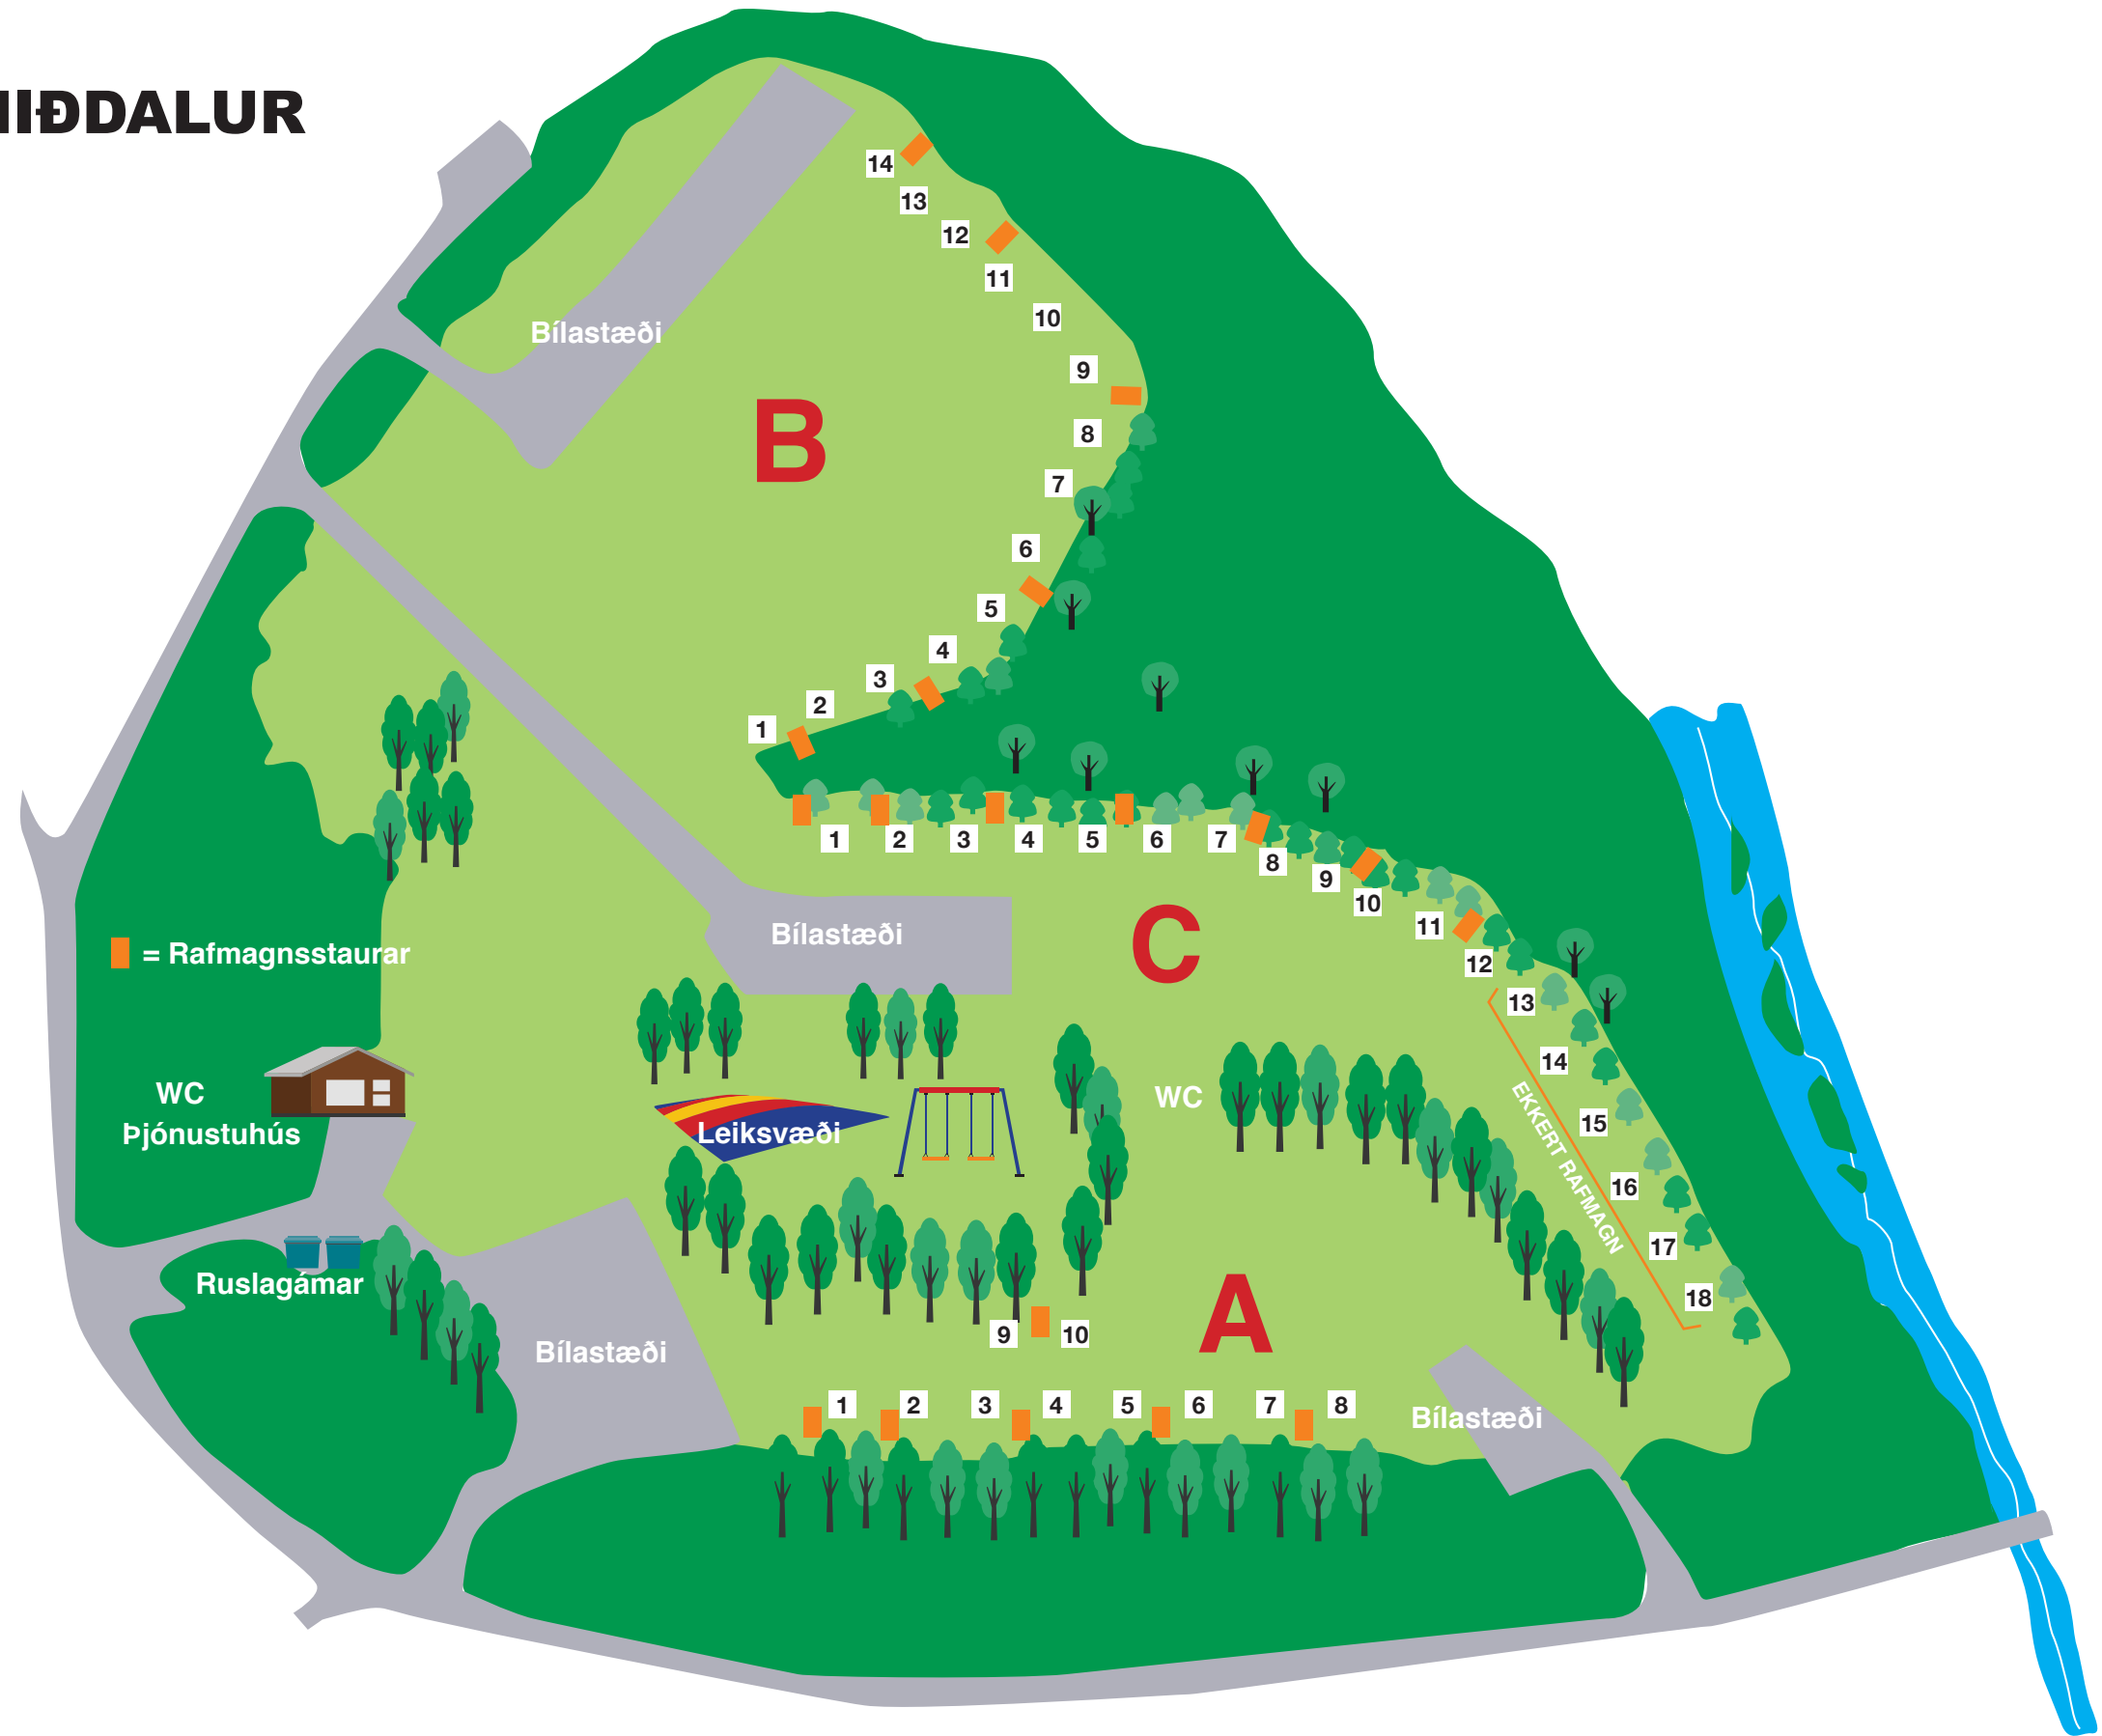 IIÐDALUR
14
13
12
11
10
Bílastæði
9
B
8
7
6
5
4
3
2
1
1 2 3 4 5 6 7
8
9
10
11
12
13
14
15
16
17
18
C
Bílastæði
= Rafmagnsstaurar
WC
Þjónustuhús
WC
Leiksvæði
EKKERT RAFMAGN
Ruslagámar
Bílastæði
A
9 10
1 2 3 4 5 6 7 8
Bílastæði